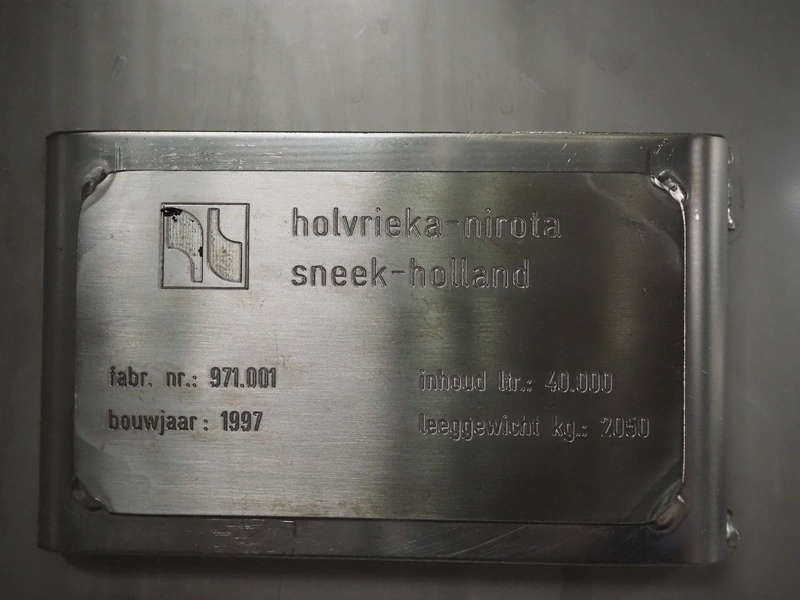 holvrieka-nirota
sneek-holland
fabr. nr.: 971.001
bouwjaar: 1997
inhoud ltr.: 40.000
leeggewicht kg.: 2050